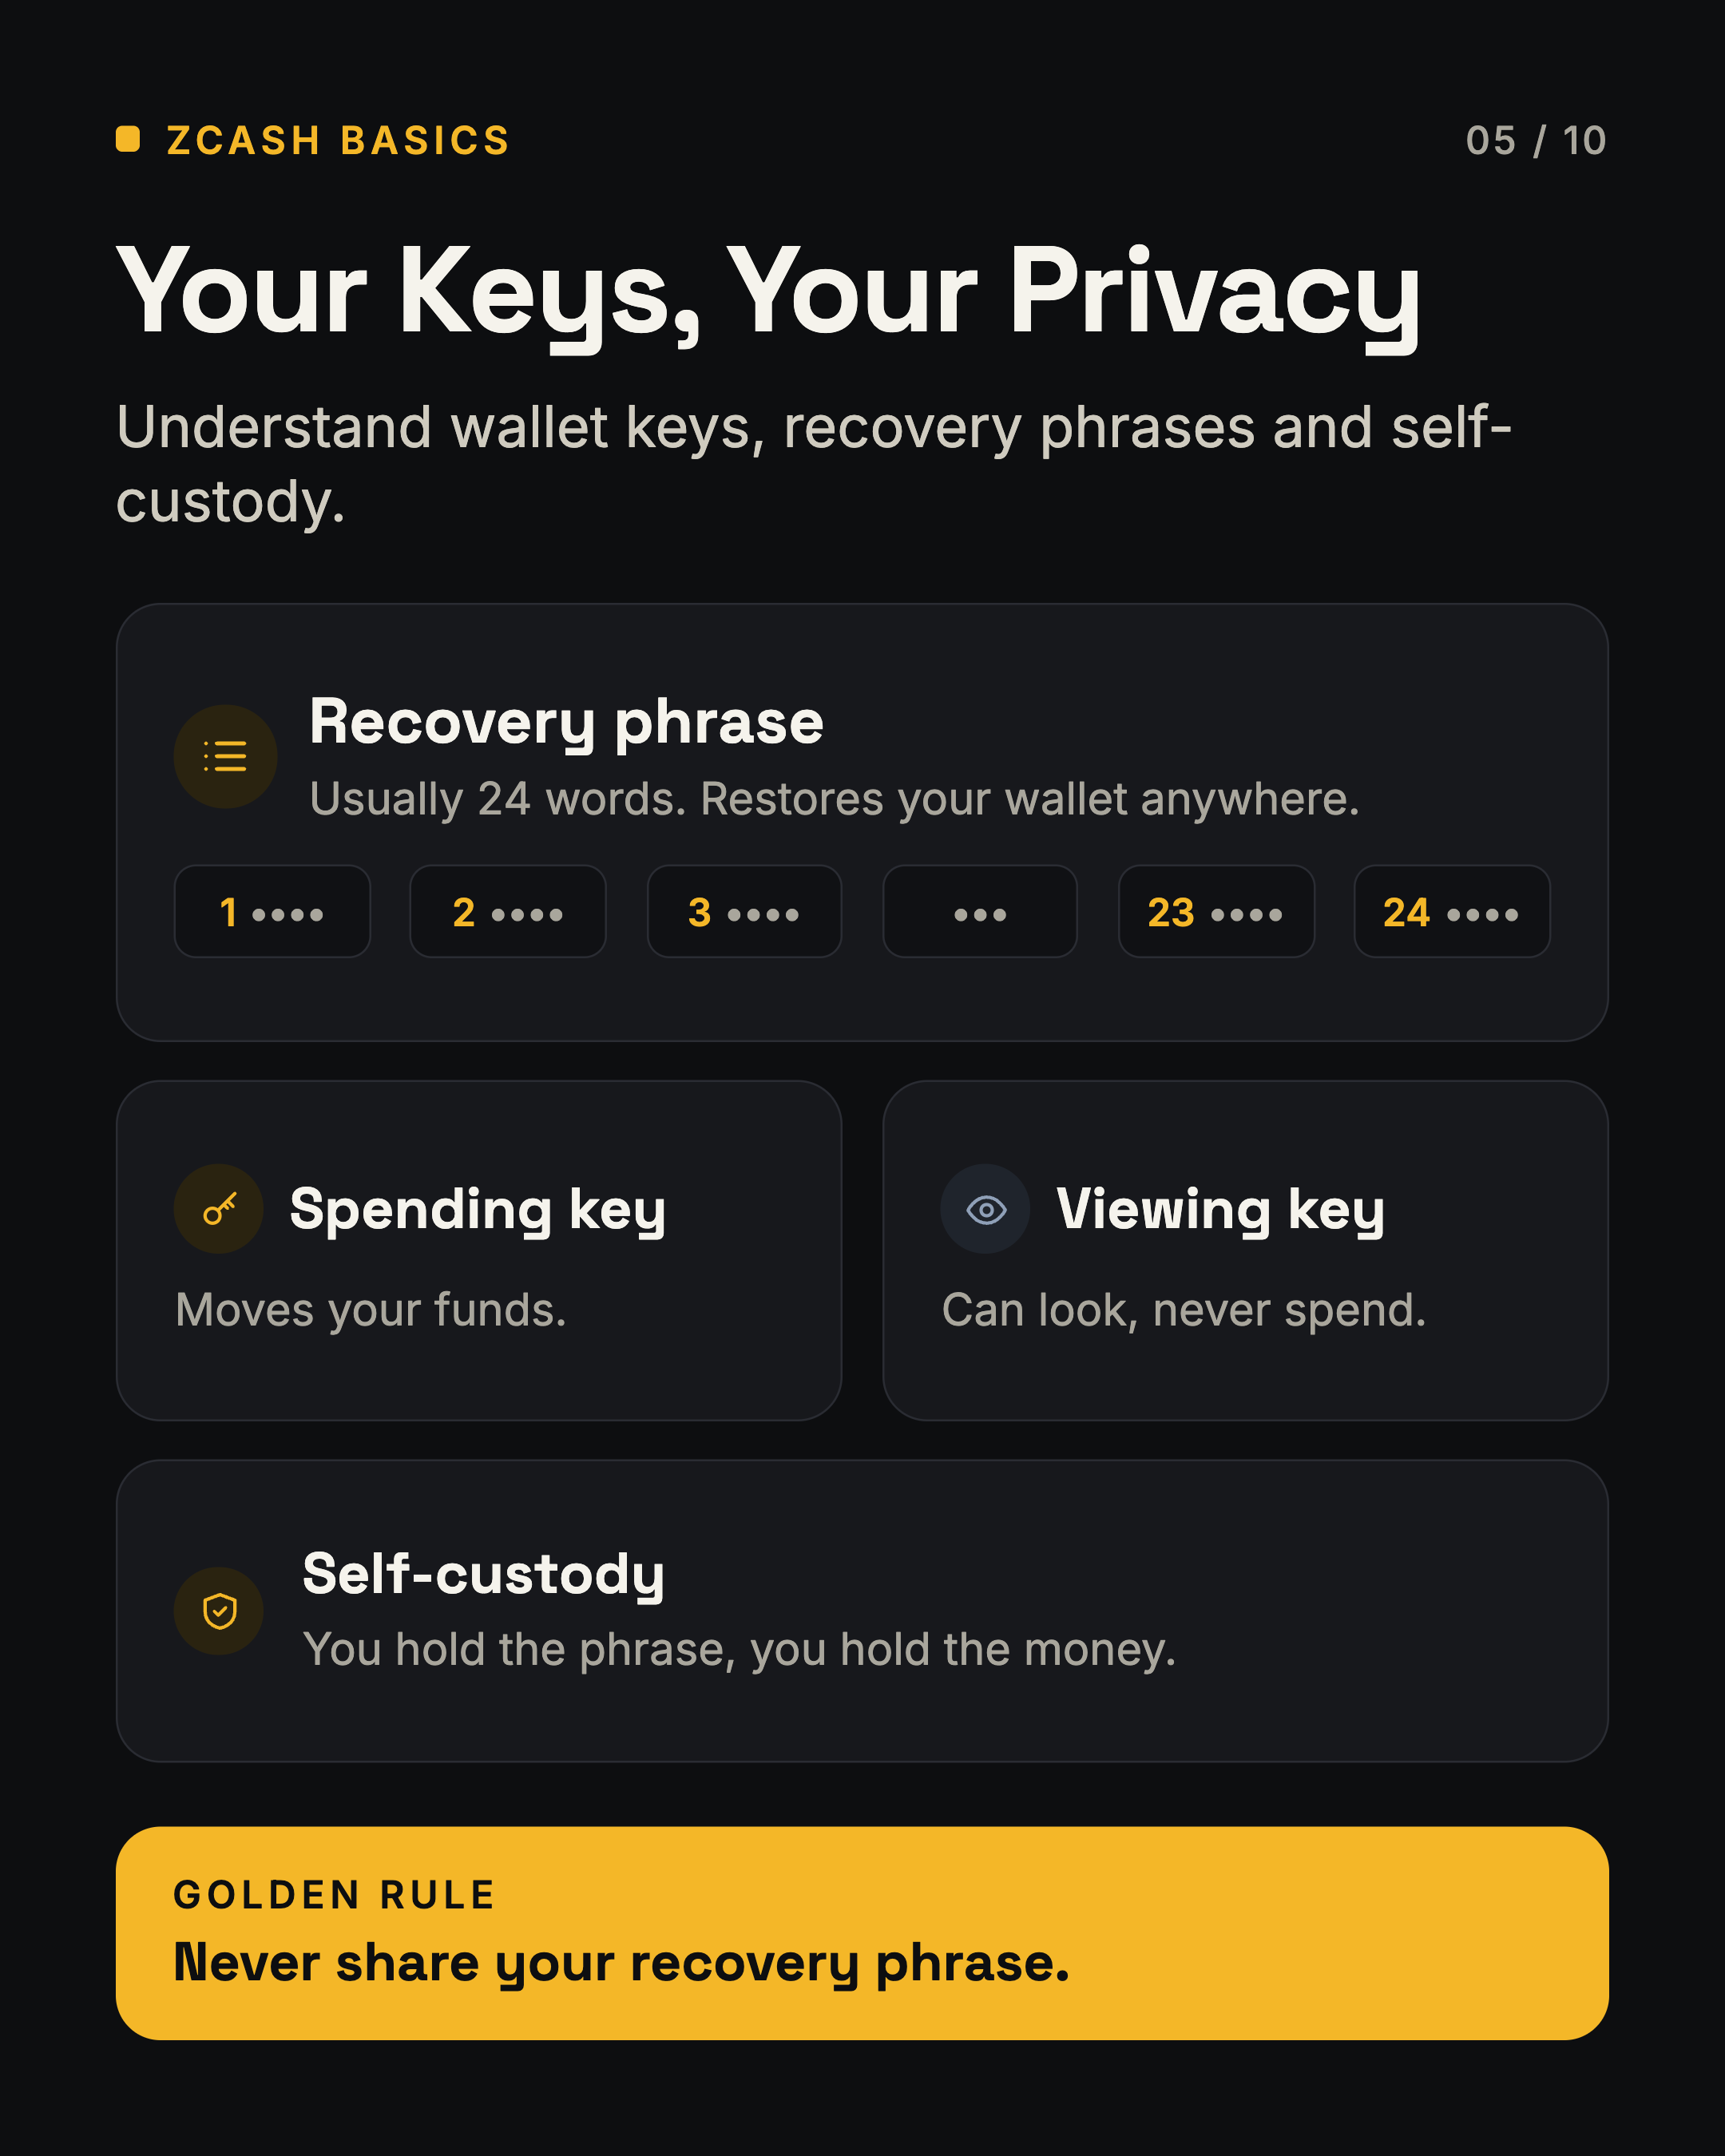 ZCASH BASICS
05 / 10
Your Keys, Your Privacy
Understand wallet keys, recovery phrases and self-
custody.
Recovery phrase
Usually 24 words. Restores your wallet anywhere.
1 ••••
2 ••••
3 ••••
•••
23 ••••
24 ••••
Spending key
Moves your funds.
Viewing key
Can look, never spend.
Self-custody
You hold the phrase, you hold the money.
GOLDEN RULE
Never share your recovery phrase.